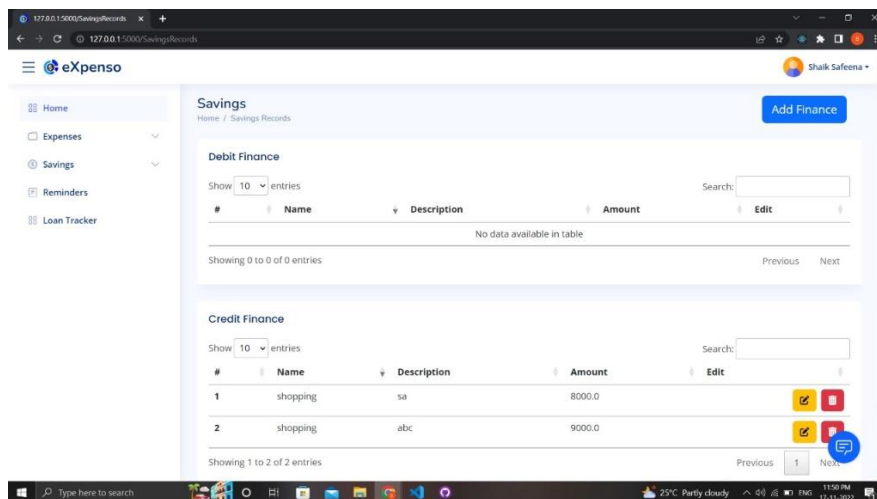 127.0.0.1:5000/SavingsRecords
127.0.0.1:5000/SavingsRecords
eXpenso
Shaik Safeena
Home
Expenses
Savings
Reminders
Loan Tracker
Savings
Home / Savings Records
Add Finance
Debit Finance
Show 10 entries
Search:
# Name Description Amount Edit
No data available in table
Showing 0 to 0 of 0 entries
Previous Next
Credit Finance
Show 10 entries
Search:
# Name Description Amount Edit
1 shopping sa 8000.0
2 shopping abc 9000.0
Showing 1 to 2 of 2 entries
Previous 1 Next
Type here to search
25°C Partly cloudy
ENG
11:50 PM
17-11-2022